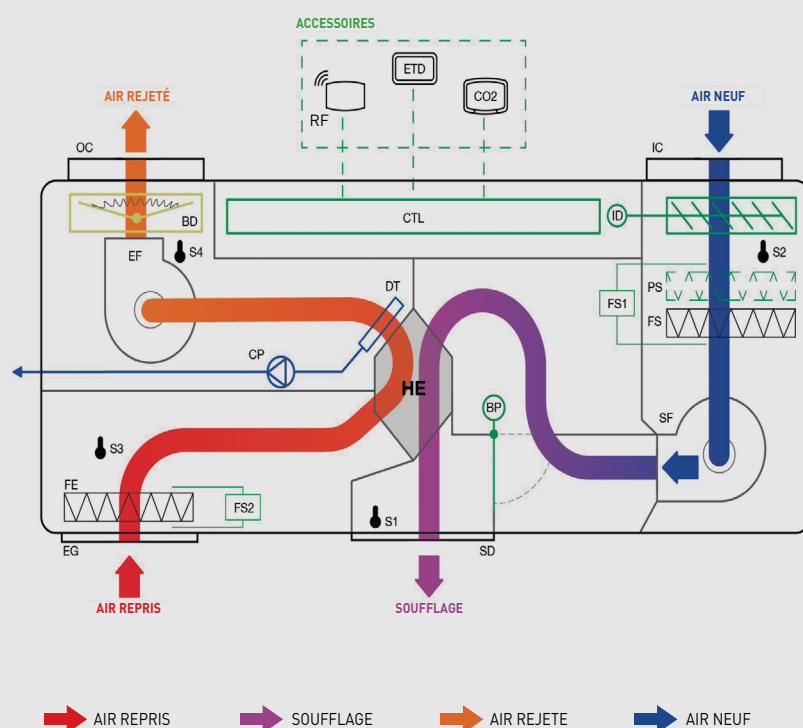 ACCESSOIRES
ETD
CO2
RF
AIR REJETÉ
AIR NEUF
OC
IC
BD
CTL
ID
EF
S4
S2
DT
PS
FS1
FS
CP
HE
BP
SF
S3
FE
FS2
S1
EG
SD
AIR REPRIS
SOUFFLAGE
AIR REPRIS
SOUFFLAGE
AIR REJETE
AIR NEUF